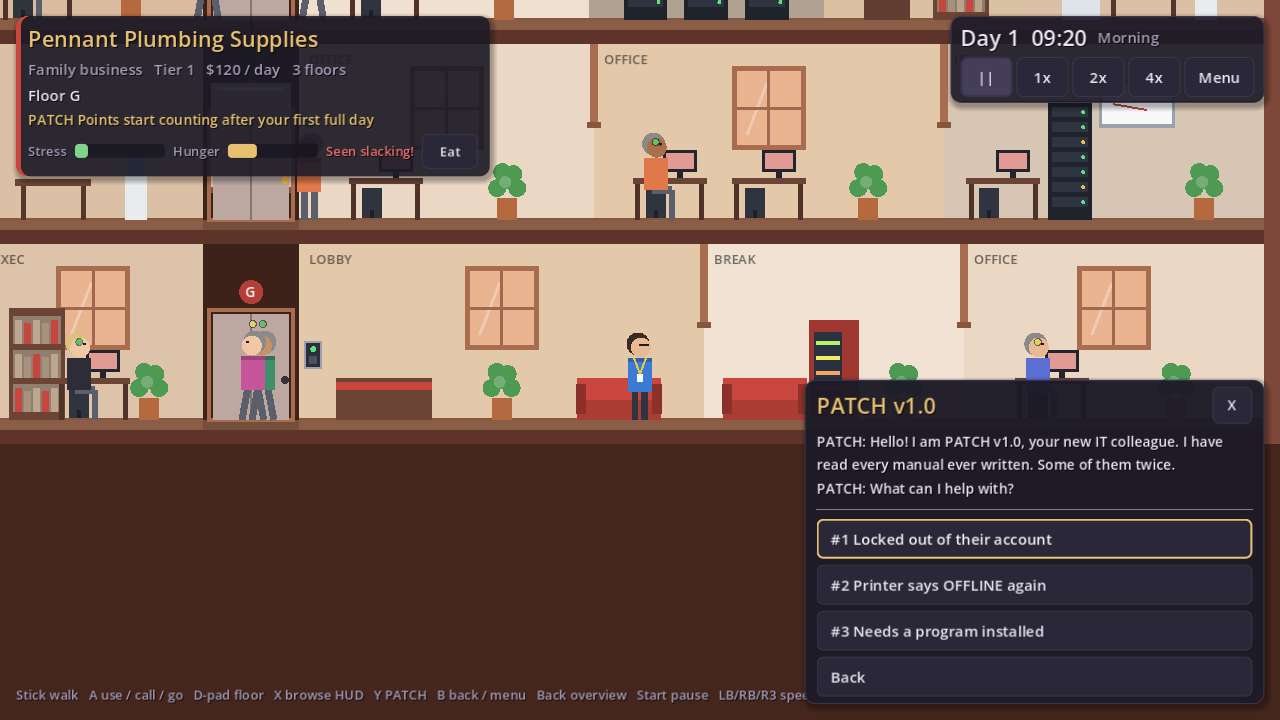 Pennant Plumbing Supplies
Family business Tier 1 $120 / day 3 floors
Floor G
PATCH Points start counting after your first full day
Stress Hunger Seen slacking! Eat
Day 1 09:20 Morning
|| 1x 2x 4x Menu
OFFICE
OFFICE
EXEC
G
LOBBY
BREAK
OFFICE
PATCH v1.0
X
PATCH: Hello! I am PATCH v1.0, your new IT colleague. I have
read every manual ever written. Some of them twice.
PATCH: What can I help with?
#1 Locked out of their account
#2 Printer says OFFLINE again
#3 Needs a program installed
Back
Stick walk A use / call / go D-pad floor X browse HUD Y PATCH B back / menu Back overview Start pause LB/RB/R3